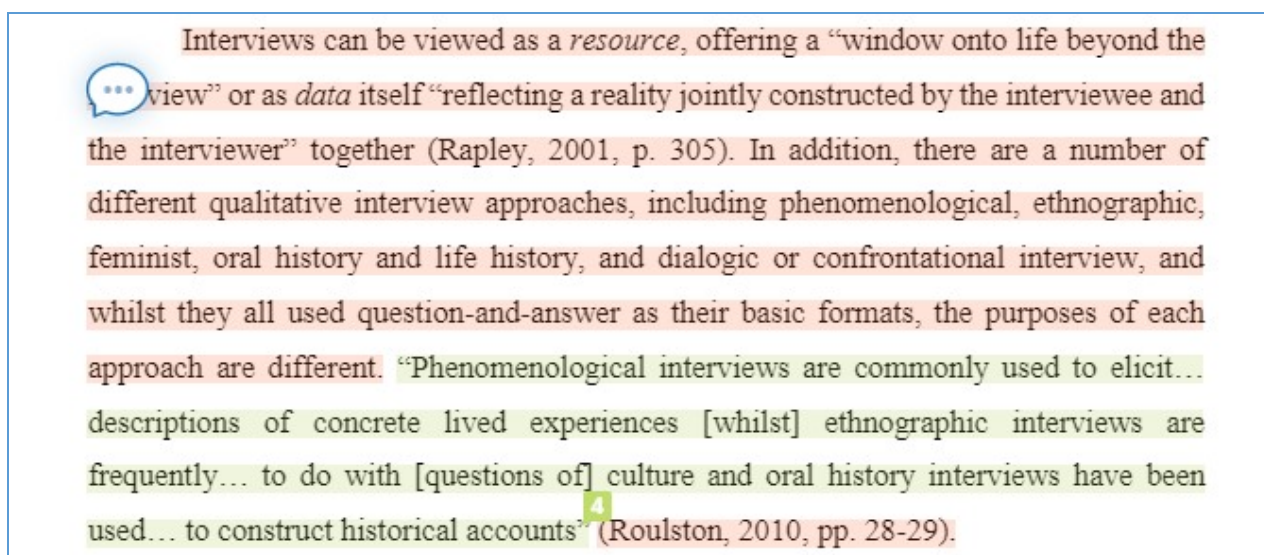 Interviews can be viewed as a resource, offering a “window onto life beyond the
view” or as data itself “reflecting a reality jointly constructed by the interviewee and
the interviewer” together (Rapley, 2001, p. 305). In addition, there are a number of
different qualitative interview approaches, including phenomenological, ethnographic,
feminist, oral history and life history, and dialogic or confrontational interview, and
whilst they all used question-and-answer as their basic formats, the purposes of each
approach are different. “Phenomenological interviews are commonly used to elicit…
descriptions of concrete lived experiences [whilst] ethnographic interviews are
frequently… to do with [questions of] culture and oral history interviews have been
4
used… to construct historical accounts” (Roulston, 2010, pp. 28-29).